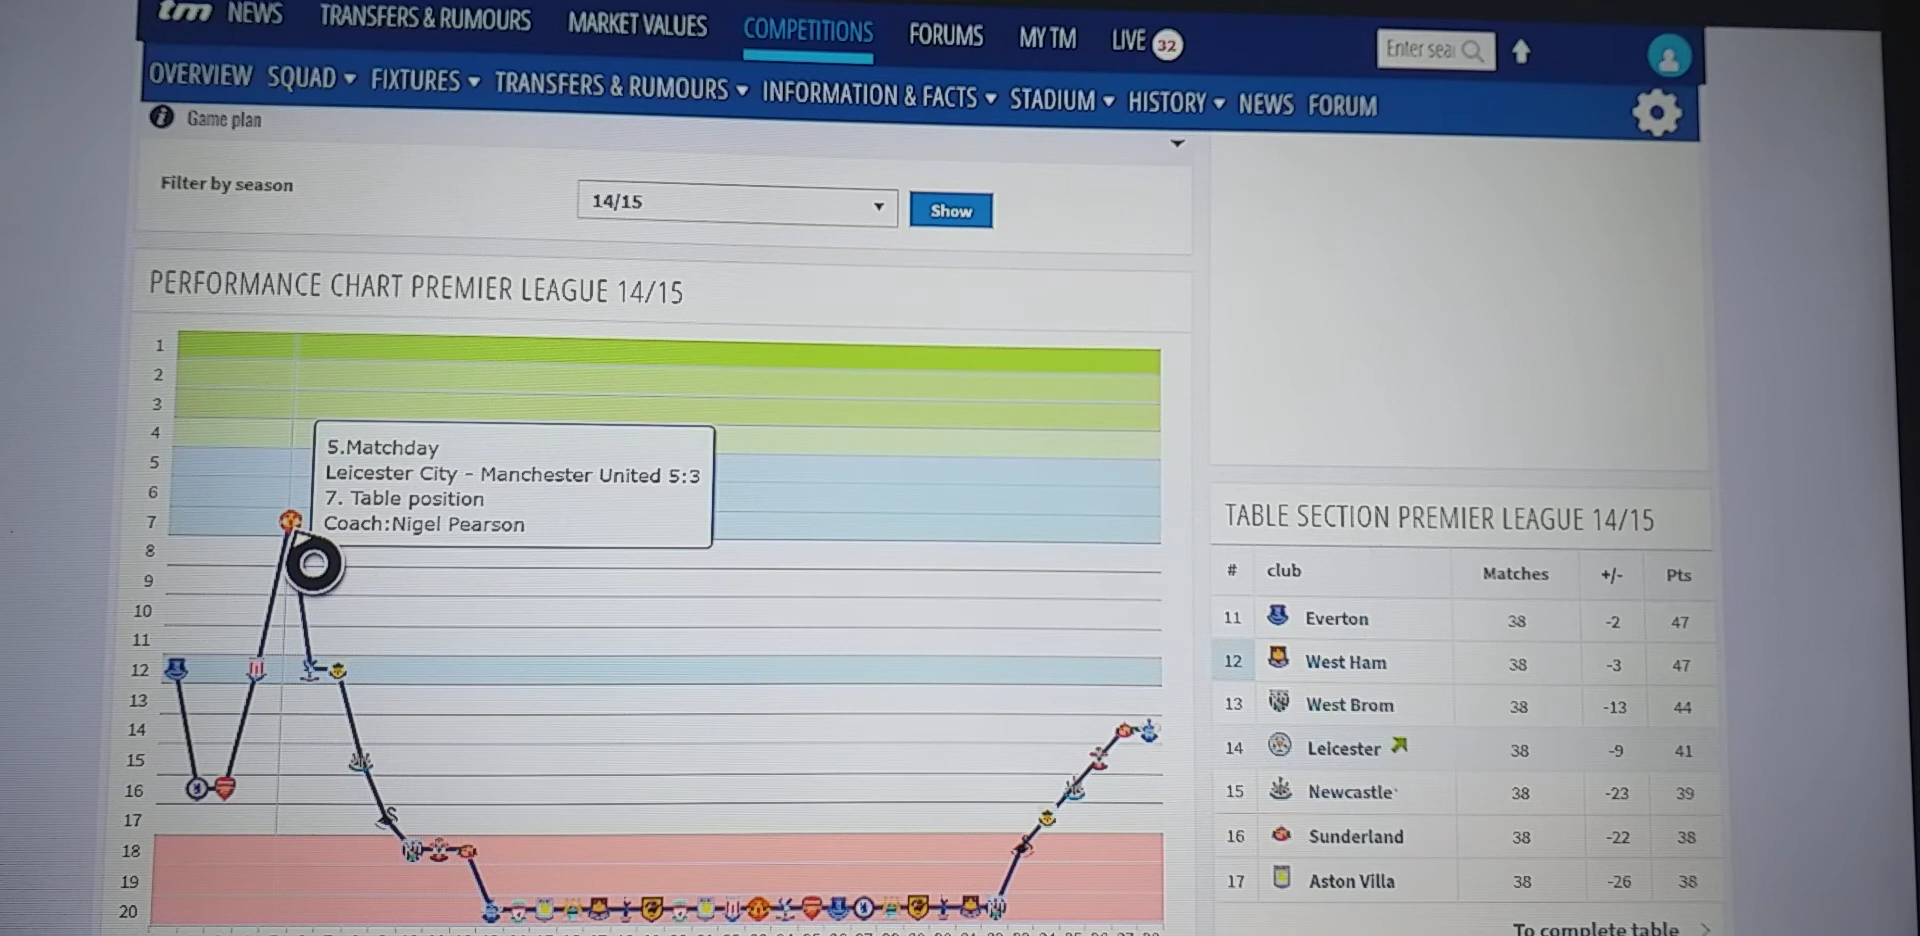 tm NEWS TRANSFERS & RUMOURS MARKET VALUES COMPETITIONS FORUMS MY TM LIVE 32 Enter sea
OVERVIEW SQUAD FIXTURES TRANSFERS & RUMOURS INFORMATION & FACTS STADIUM HISTORY NEWS FORUM
i Game plan
Filter by season 14/15 Show
PERFORMANCE CHART PREMIER LEAGUE 14/15
1
2
3
4
5
6
7
8
9
10
11
12
13
14
15
16
17
18
19
20
5.Matchday
Leicester City - Manchester United 5:3
7. Table position
Coach:Nigel Pearson
TABLE SECTION PREMIER LEAGUE 14/15
# club Matches +/- Pts
11 Everton 38 -2 47
12 West Ham 38 -3 47
13 West Brom 38 -13 44
14 Leicester 38 -9 41
15 Newcastle 38 -23 39
16 Sunderland 38 -22 38
17 Aston Villa 38 -26 38
To complete table